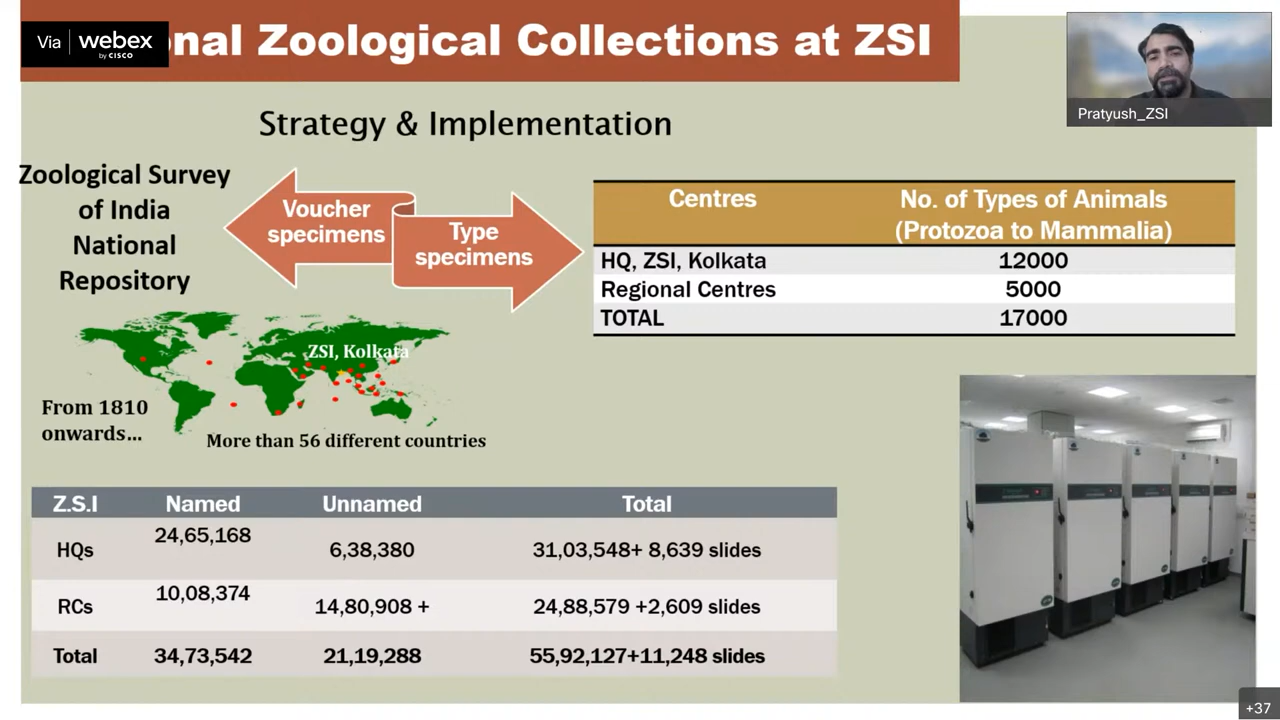 Via webex
by CISCO
onal Zoological Collections at ZSI
Pratyush_ZSI
Strategy & Implementation
Zoological Survey
of India
National
Repository
Voucher
specimens
Type
specimens
Centres No. of Types of Animals
(Protozoa to Mammalia)
HQ, ZSI, Kolkata 12000
Regional Centres 5000
TOTAL 17000
ZSI, Kolkata
From 1810
onwards...
More than 56 different countries
Z.S.I Named Unnamed Total
HQs 24,65,168 6,38,380 31,03,548+ 8,639 slides
RCs 10,08,374 14,80,908 + 24,88,579 +2,609 slides
Total 34,73,542 21,19,288 55,92,127+11,248 slides
+37